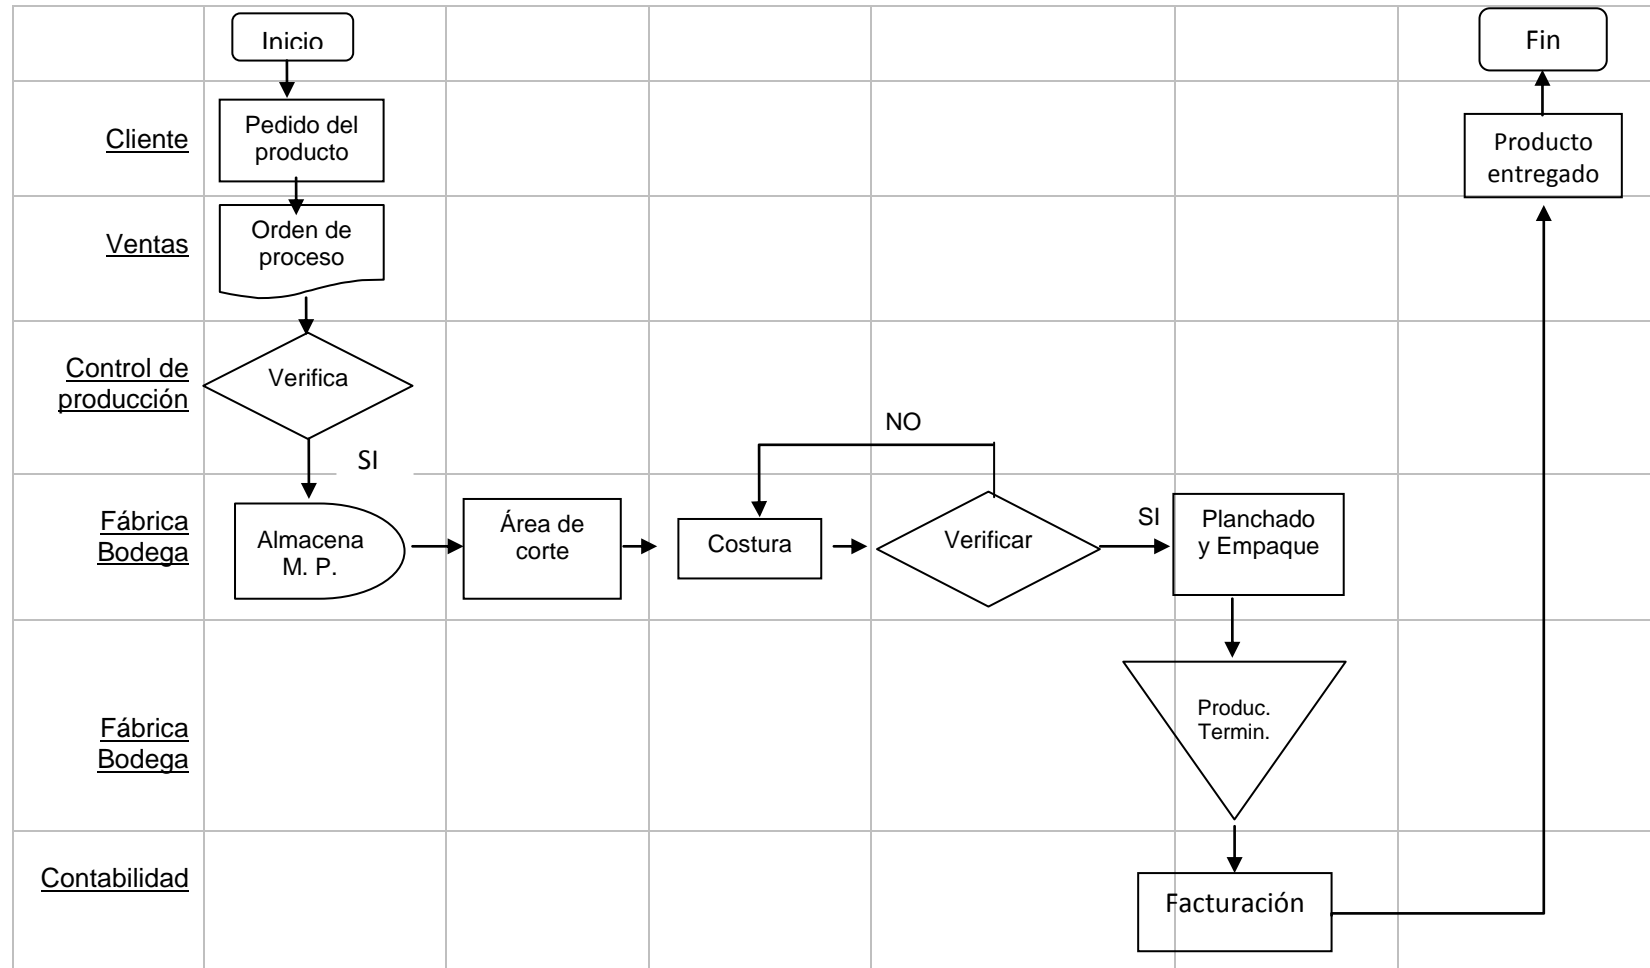 Inicio
Fin
Cliente
Pedido del
producto
Producto
entregado
Ventas
Orden de
proceso
Control de
producción
Verifica
SI
NO
Fábrica
Bodega
Almacena
M. P.
Área de
corte
Costura
Verificar
SI
Planchado
y Empaque
Fábrica
Bodega
Produc.
Termin.
Contabilidad
Facturación